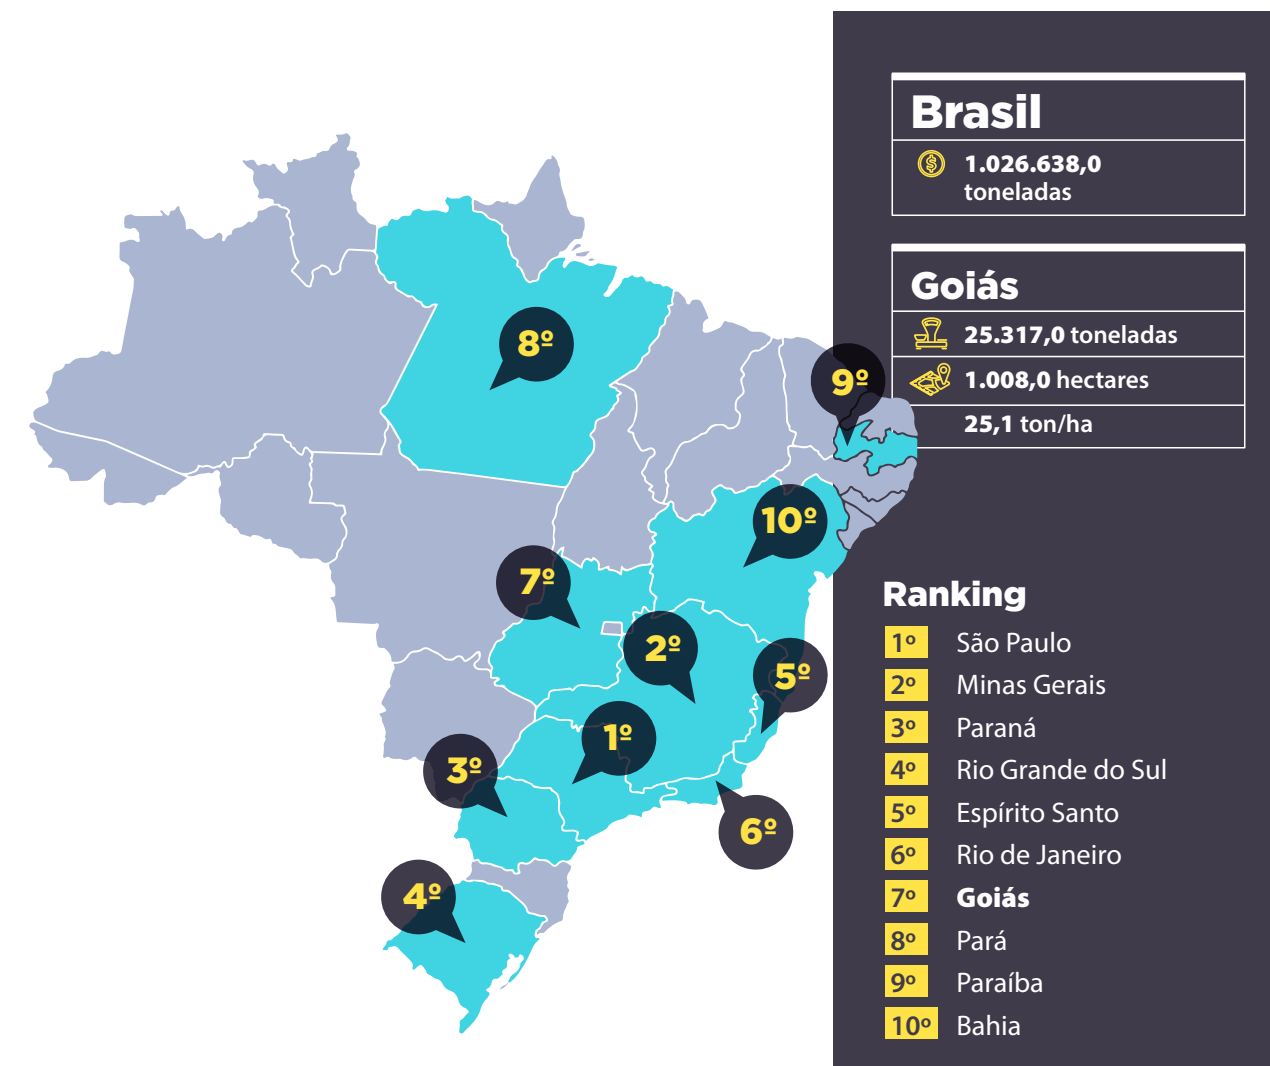 Brasil
1.026.638,0
toneladas
Goiás
25.317,0 toneladas
1.008,0 hectares
25,1 ton/ha
8º
9º
10º
7º
2º
5º
1º
3º
6º
4º
Ranking
1º São Paulo
2º Minas Gerais
3º Paraná
4º Rio Grande do Sul
5º Espírito Santo
6º Rio de Janeiro
7º Goiás
8º Pará
9º Paraíba
10º Bahia